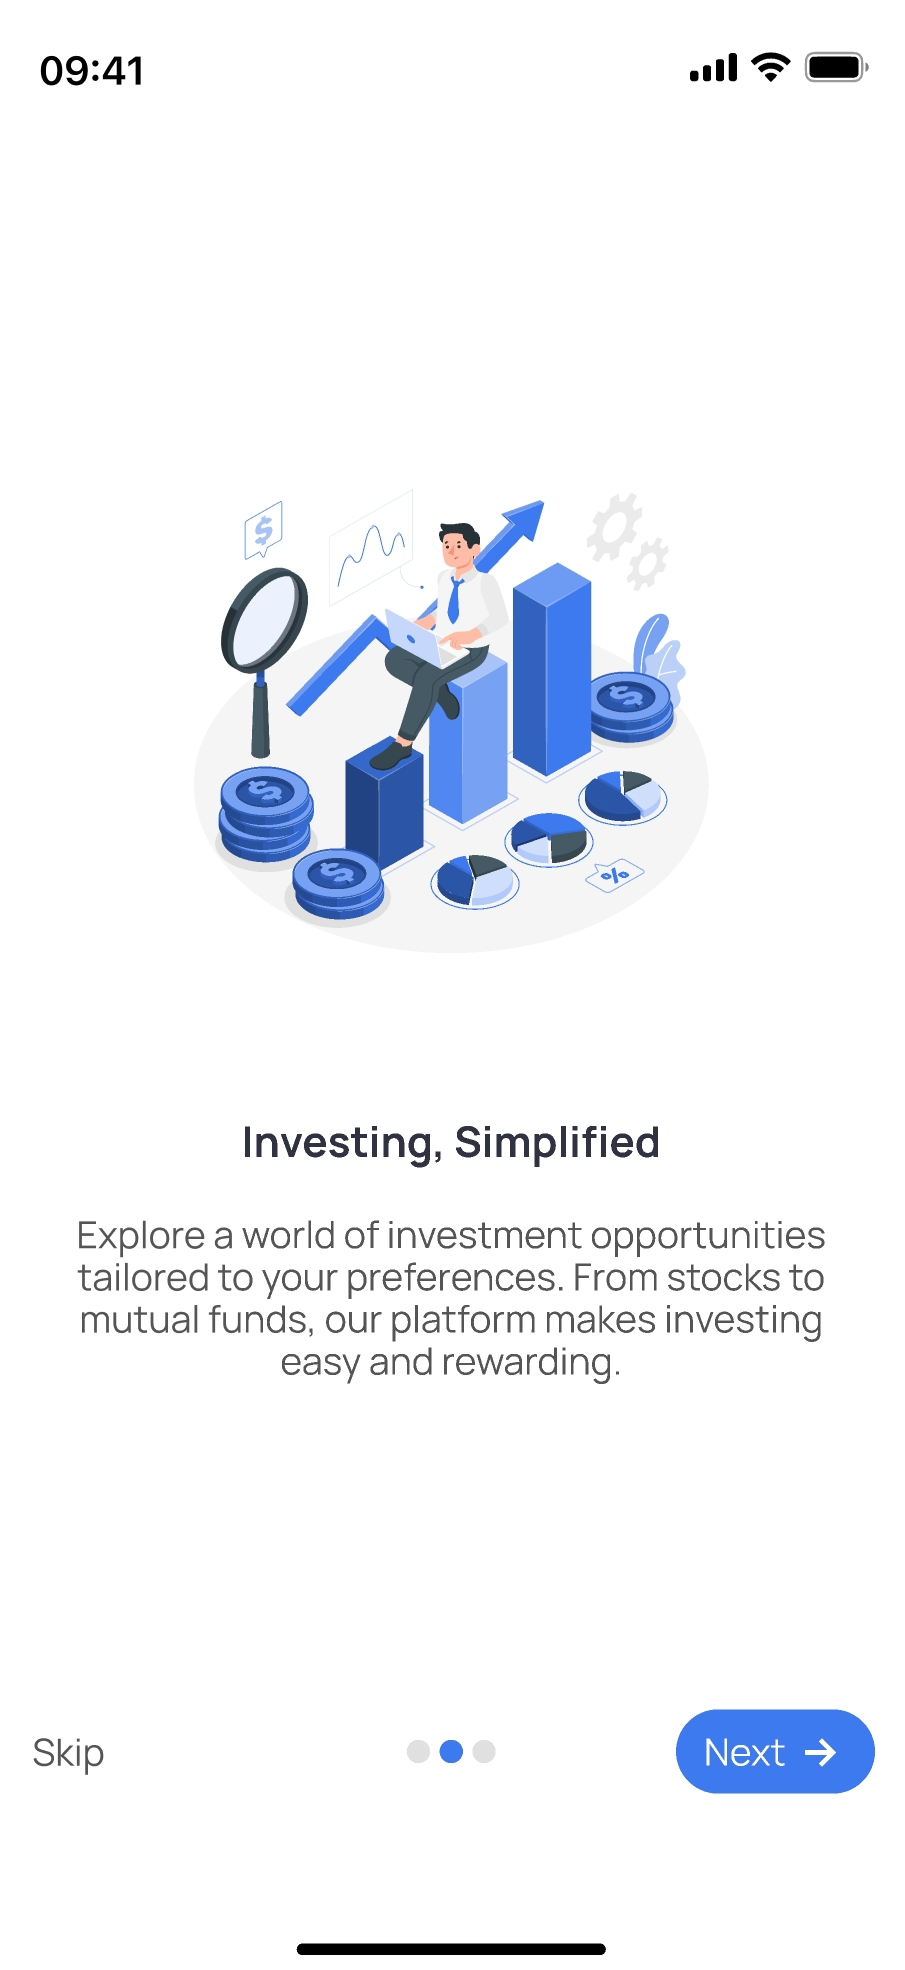 09:41
$
%
$
$
$
Investing, Simplified
Explore a world of investment opportunities
tailored to your preferences. From stocks to
mutual funds, our platform makes investing
easy and rewarding.
Skip
Next →